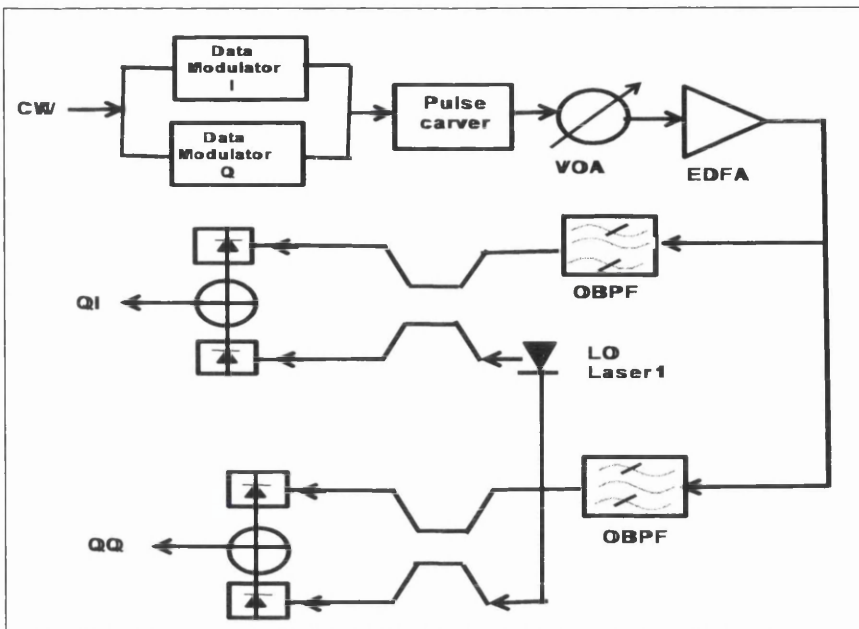 Data
Modulator
I
CW
Data
Modulator
Q
Pulse
carver
VOA
EDFA
OBPF
QI
LO
Laser1
OBPF
QQ